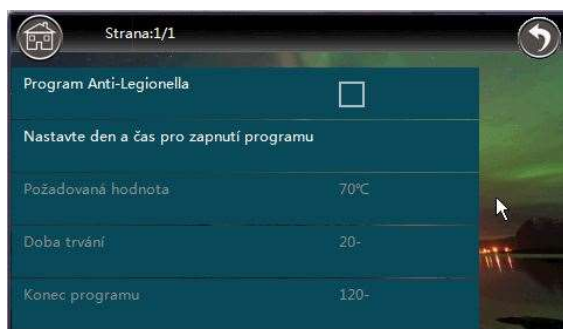 Strana:1/1
Program Anti-Legionella
Nastavte den a čas pro zapnutí programu
Požadovaná hodnota 70℃
Doba trvání 20-
Konec programu 120-